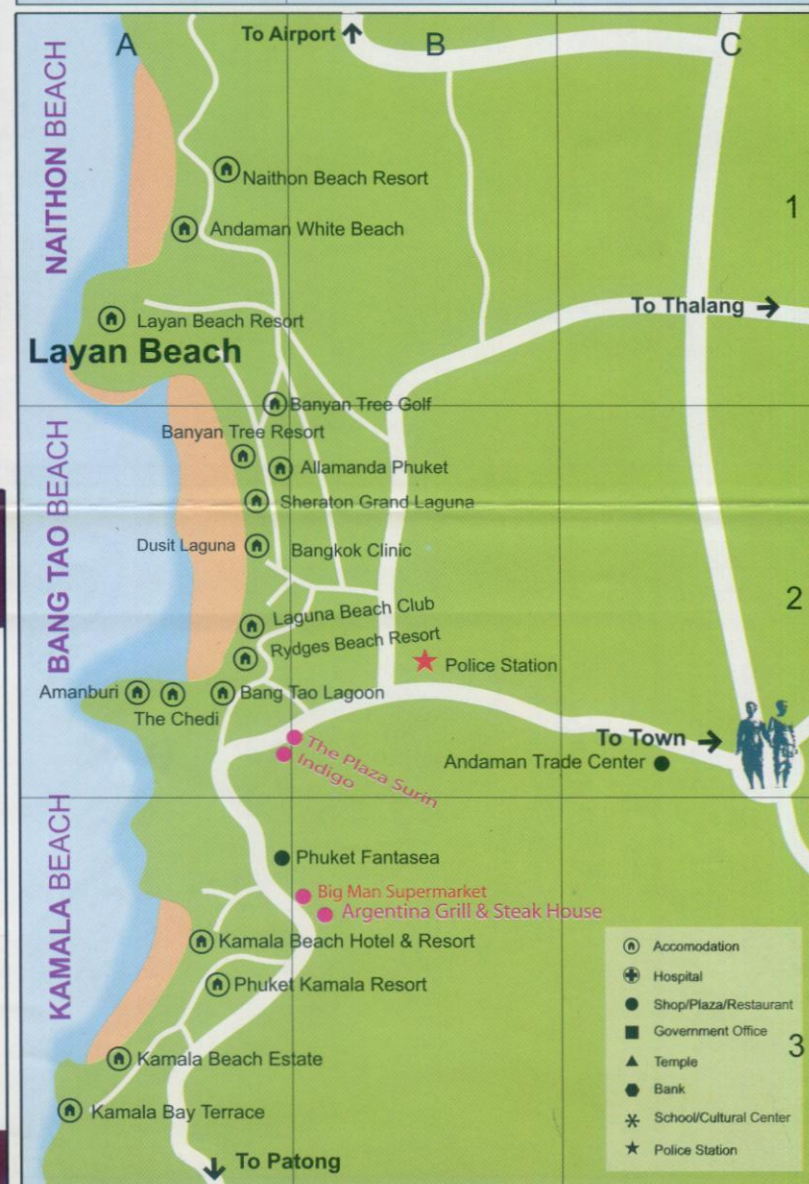 A
B
C
To Airport
NAITHON BEACH
Naithon Beach Resort
Andaman White Beach
1
Layan Beach Resort
To Thalang
Layan Beach
Banyan Tree Golf
Banyan Tree Resort
Allamanda Phuket
Sheraton Grand Laguna
BANG TAO BEACH
Dusit Laguna
Bangkok Clinic
2
Laguna Beach Club
Rydges Beach Resort
Police Station
Amanburi
Bang Tao Lagoon
The Chedi
To Town
The Plaza Surin
Indigo
Andaman Trade Center
KAMALA BEACH
Phuket Fantasea
Big Man Supermarket
Argentina Grill & Steak House
Kamala Beach Hotel & Resort
Phuket Kamala Resort
Kamala Beach Estate
Kamala Bay Terrace
To Patong
3
Accomodation
Hospital
Shop/Plaza/Restaurant
Government Office
Temple
Bank
School/Cultural Center
Police Station